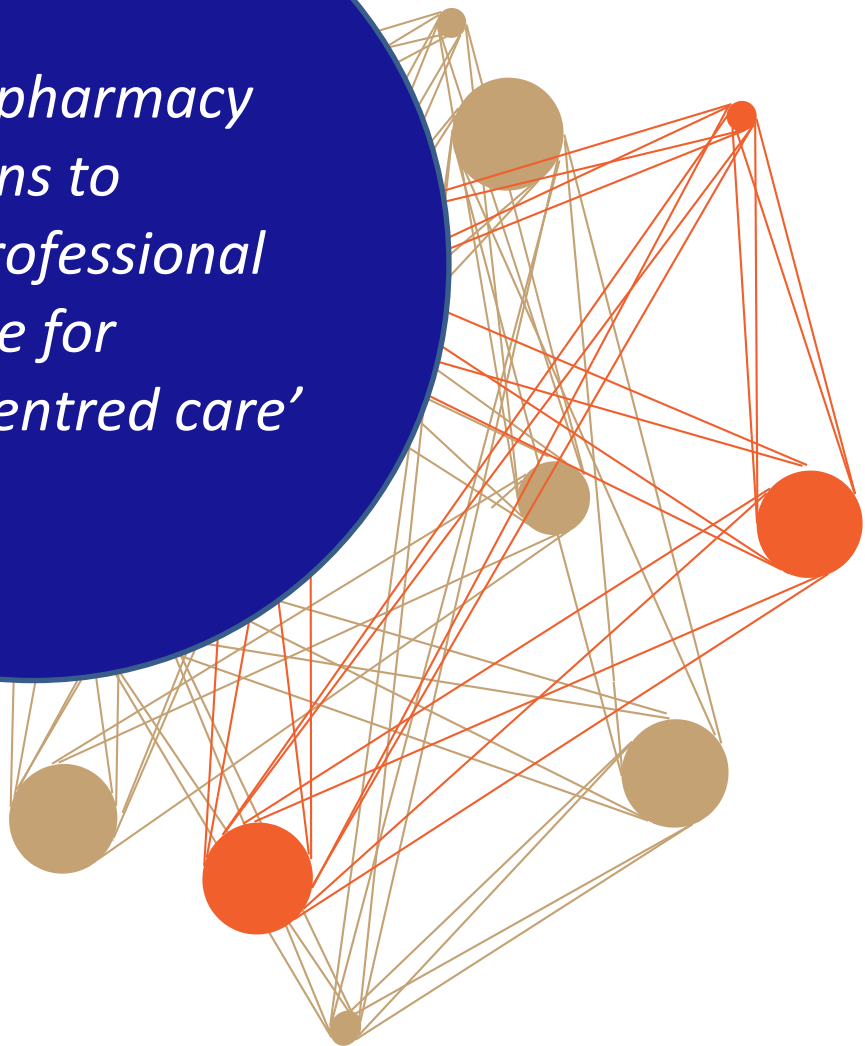 pharmacy
ns to
rofessional
e for
entred care’